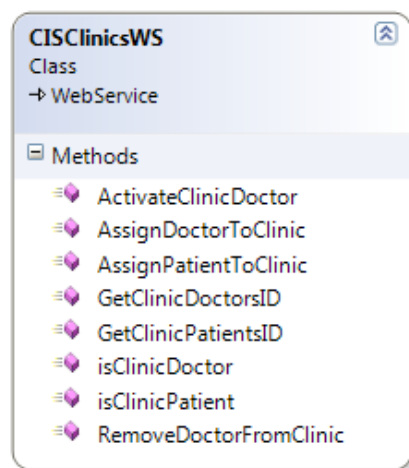 CISClinicsWS
Class
WebService
Methods
ActivateClinicDoctor
AssignDoctorToClinic
AssignPatientToClinic
GetClinicDoctorsID
GetClinicPatientsID
isClinicDoctor
isClinicPatient
RemoveDoctorFromClinic